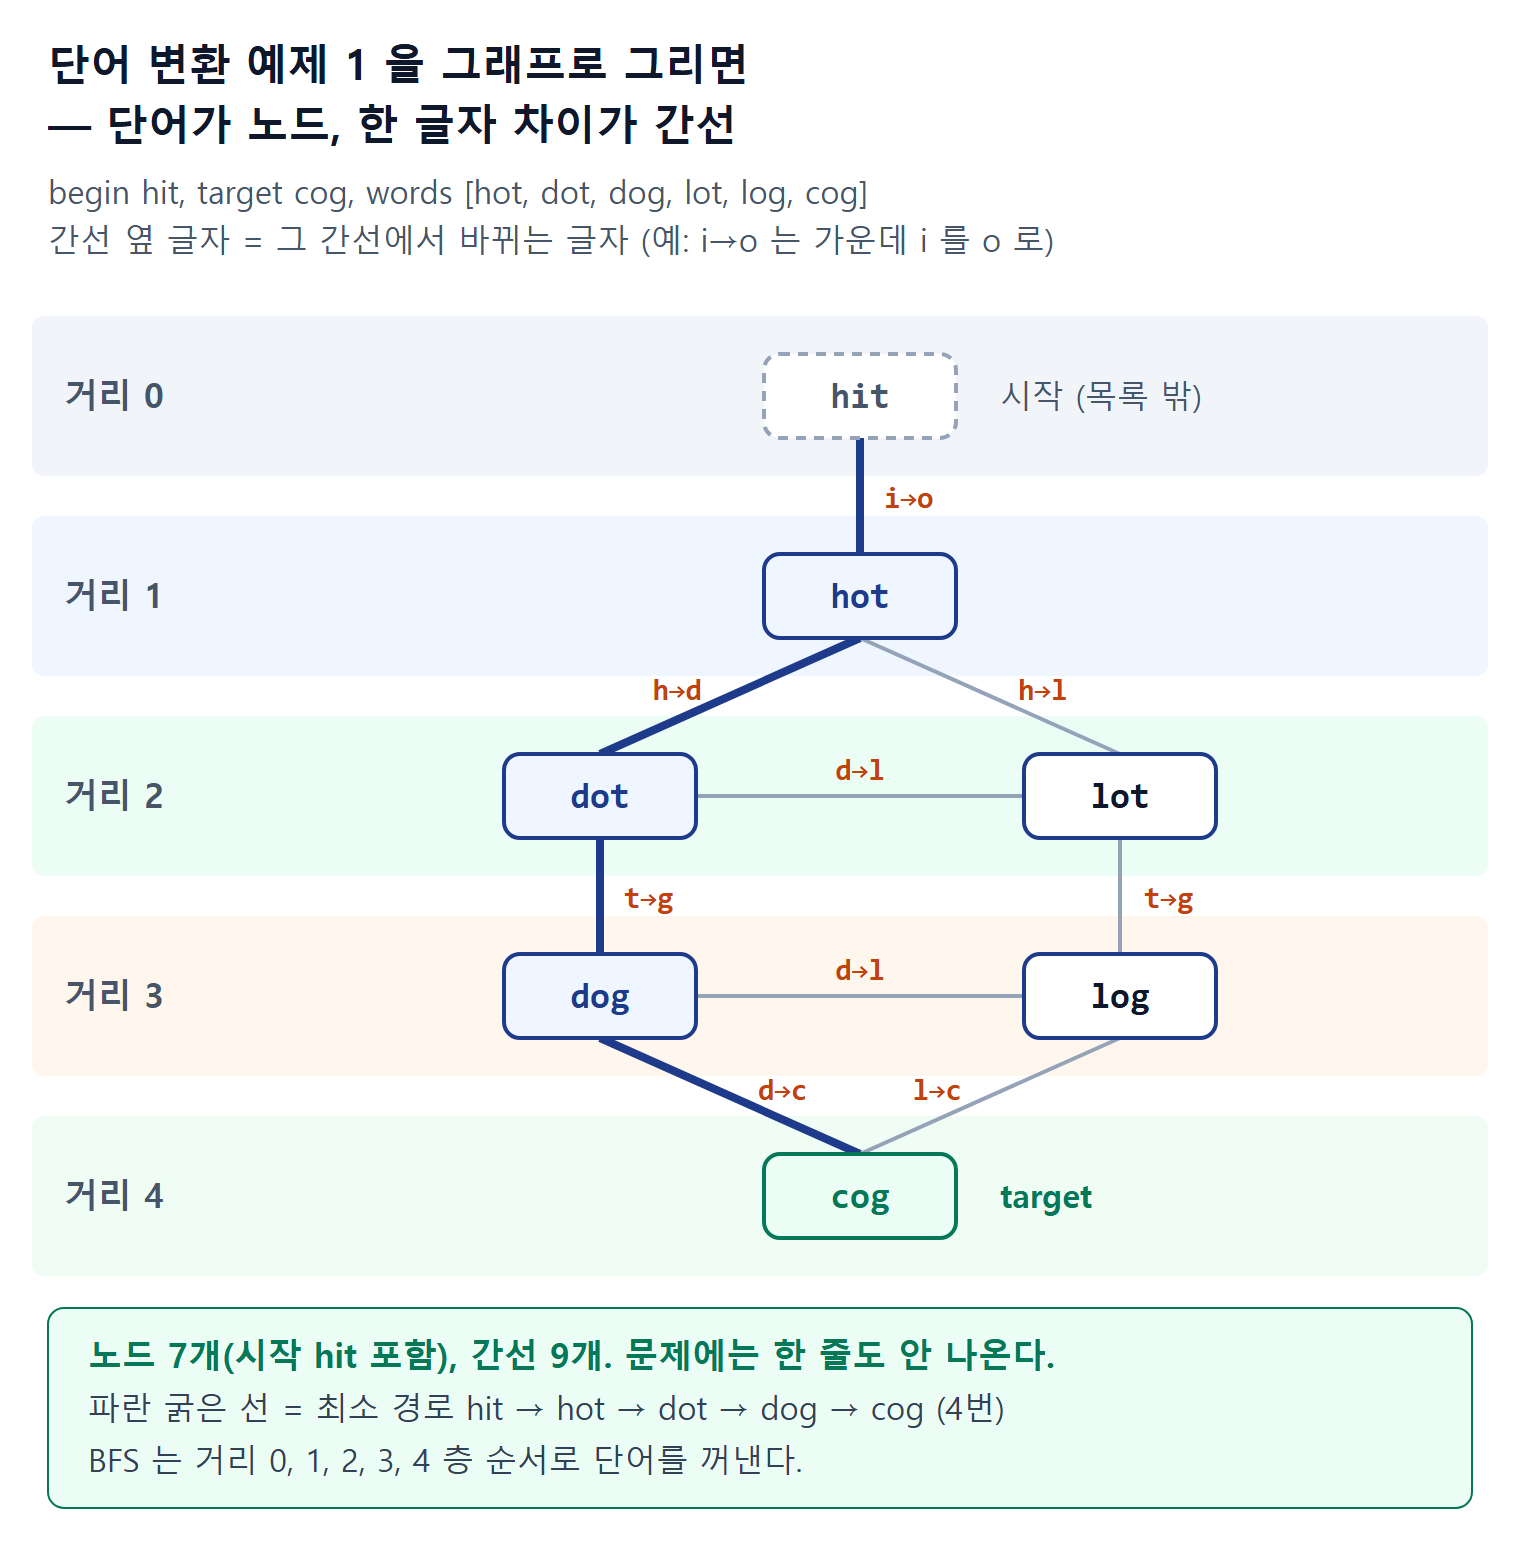 단어 변환 예제 1 을 그래프로 그리면
— 단어가 노드, 한 글자 차이가 간선
begin hit, target cog, words [hot, dot, dog, lot, log, cog]
간선 옆 글자 = 그 간선에서 바뀌는 글자 (예: i→o 는 가운데 i 를 o 로)
거리 0
hit
시작 (목록 밖)
i→o
거리 1
hot
h→d
h→l
거리 2
dot
d→l
lot
t→g
t→g
거리 3
dog
d→l
log
d→c
l→c
거리 4
cog
target
노드 7개(시작 hit 포함), 간선 9개. 문제에는 한 줄도 안 나온다.
파란 굵은 선 = 최소 경로 hit → hot → dot → dog → cog (4번)
BFS 는 거리 0, 1, 2, 3, 4 층 순서로 단어를 꺼낸다.